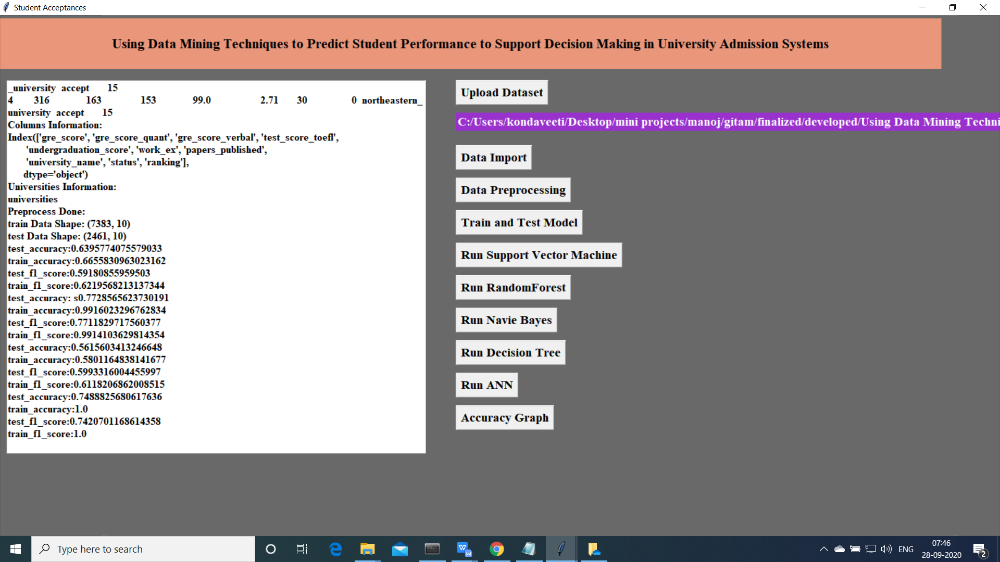 Student Acceptances
Using Data Mining Techniques to Predict Student Performance to Support Decision Making in University Admission Systems
_university  accept  15
4  316  163  153  99.0  2.71  30  0  northeastern_
university  accept  15
Columns Information:
Index(['gre_score', 'gre_score_quant', 'gre_score_verbal', 'test_score_toefl',
'undergraduation_score', 'work_ex', 'papers_published',
'university_name', 'status', 'ranking'],
dtype='object')
Universities Information:
universities
Preprocess Done:
train Data Shape: (7383, 10)
test Data Shape: (2461, 10)
test_accuracy:0.6395774075579033
train_accuracy:0.6655830963023162
test_f1_score:0.59180855959503
train_f1_score:0.6219568213137344
test_accuracy: s0.7728565623730191
train_accuracy:0.9916023296762834
test_f1_score:0.7711829717560377
train_f1_score:0.9914103629814354
test_accuracy:0.5615603413246648
train_accuracy:0.5801164838141677
test_f1_score:0.5993316004455997
train_f1_score:0.6118206862008515
test_accuracy:0.7488825680617636
train_accuracy:1.0
test_f1_score:0.7420701168614358
train_f1_score:1.0
Upload Dataset
C:/Users/kondaveeti/Desktop/mini projects/manoj/gitam/finalized/developed/Using Data Mining Techni
Data Import
Data Preprocessing
Train and Test Model
Run Support Vector Machine
Run RandomForest
Run Navie Bayes
Run Decision Tree
Run ANN
Accuracy Graph
Type here to search
ENG
07:46
28-09-2020
2